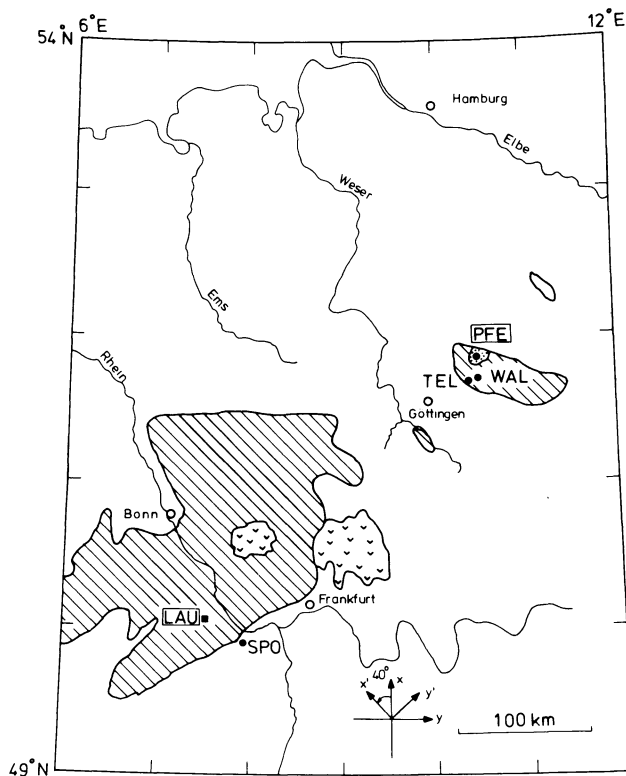 6°E
12°E
54°N
Hamburg
Elbe
Weser
Ems
PFE
Rhein
TEL
WAL
Gottingen
Bonn
Frankfurt
LAU
SPO
x' 40° x
y'
y
100 km
49°N